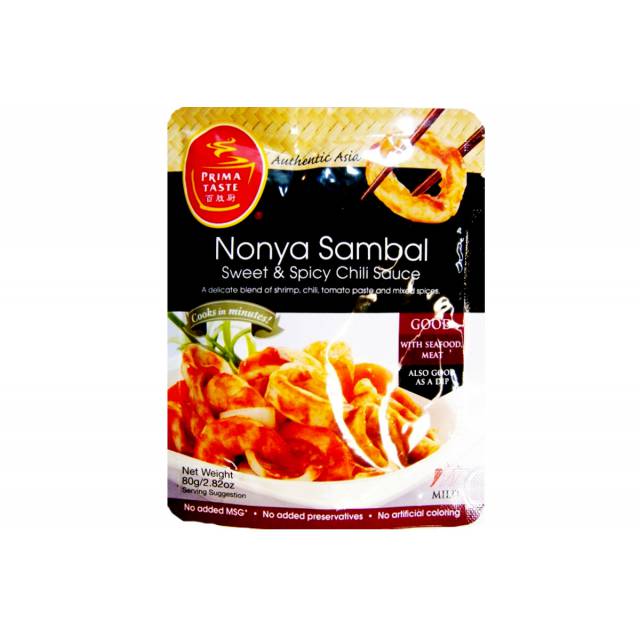 Authentic Asia
PRIMA
TASTE
百胜厨
®
Nonya Sambal
Sweet & Spicy Chili Sauce
A delicate blend of shrimp, chili, tomato paste and mixed spices.
Cooks in minutes!
GOOD
WITH SEAFOOD,
MEAT
ALSO GOOD
AS A DIP
Net Weight
80g/2.82oz
Serving Suggestion
MILD
No added MSG* • No added preservatives • No artificial coloring